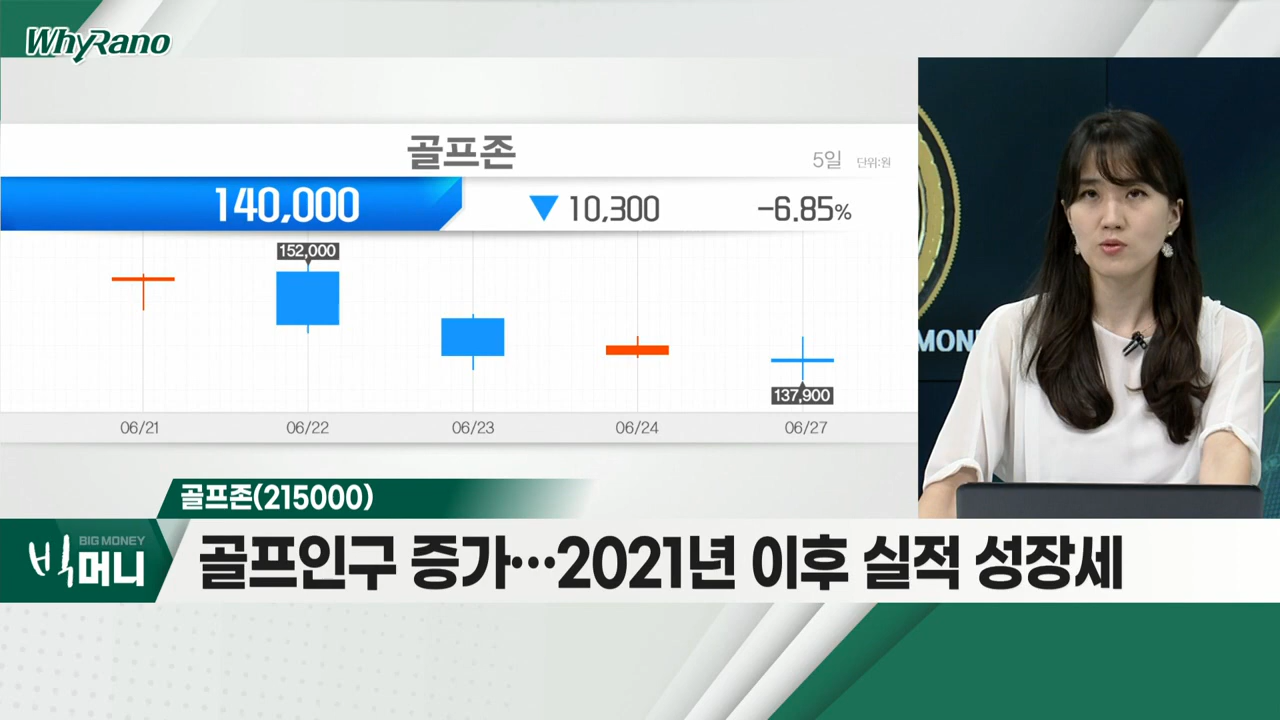 WhyRano
골프존
5일 단위:원
140,000 ▼ 10,300 -6.85%
152,000
137,900
06/21 06/22 06/23 06/24 06/27
MONE
골프존(215000)
BIG MONEY
빅머니
골프인구 증가…2021년 이후 실적 성장세